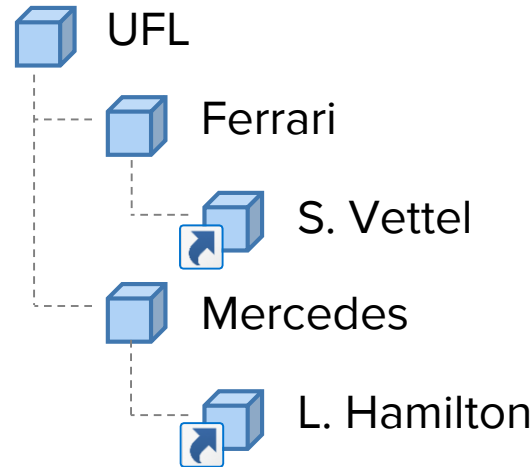 UFL
Ferrari
S. Vettel
Mercedes
L. Hamilton